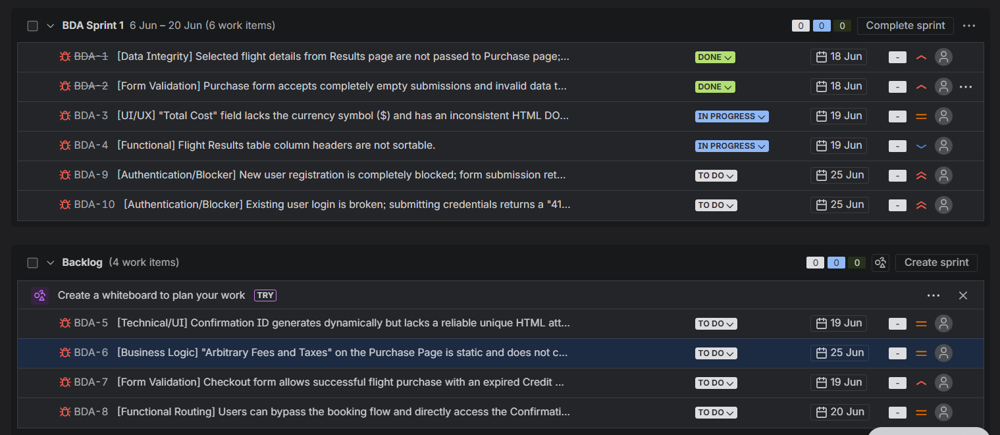 BDA Sprint 1 6 Jun – 20 Jun (6 work items) 0 0 0 Complete sprint
BDA-1 [Data Integrity] Selected flight details from Results page are not passed to Purchase page;... DONE 18 Jun -
BDA-2 [Form Validation] Purchase form accepts completely empty submissions and invalid data t... DONE 18 Jun -
BDA-3 [UI/UX] "Total Cost" field lacks the currency symbol ($) and has an inconsistent HTML DO... IN PROGRESS 19 Jun -
BDA-4 [Functional] Flight Results table column headers are not sortable. IN PROGRESS 19 Jun -
BDA-9 [Authentication/Blocker] New user registration is completely blocked; form submission ret... TO DO 25 Jun -
BDA-10 [Authentication/Blocker] Existing user login is broken; submitting credentials returns a "41... TO DO 25 Jun -
Backlog (4 work items) 0 0 0 Create sprint
Create a whiteboard to plan your work TRY
BDA-5 [Technical/UI] Confirmation ID generates dynamically but lacks a reliable unique HTML att... TO DO 19 Jun -
BDA-6 [Business Logic] "Arbitrary Fees and Taxes" on the Purchase Page is static and does not c... TO DO 25 Jun -
BDA-7 [Form Validation] Checkout form allows successful flight purchase with an expired Credit ... TO DO 19 Jun -
BDA-8 [Functional Routing] Users can bypass the booking flow and directly access the Confirmati... TO DO 20 Jun -